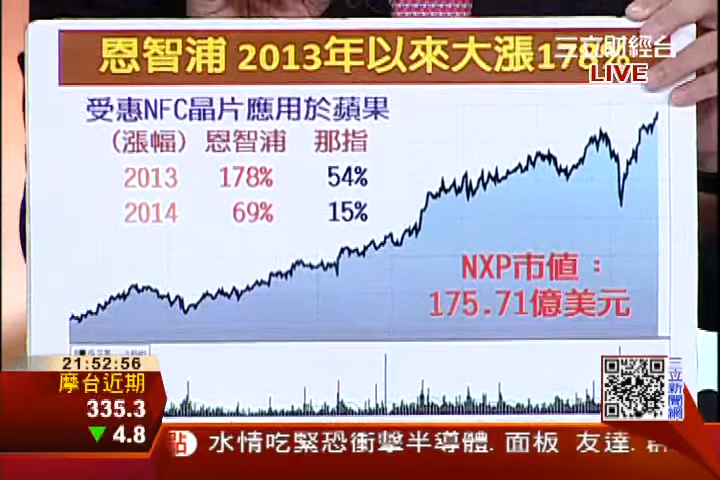 恩智浦 2013年以來大漲178%
三立財經台
LIVE
受惠NFC晶片應用於蘋果
(漲幅) 恩智浦 那指
2013 178% 54%
2014 69% 15%
NXP市值：
175.71億美元
21:52:56
摩台近期
335.3
▼4.8
三立新聞網
點 水情吃緊恐衝擊半導體. 面板 友達.